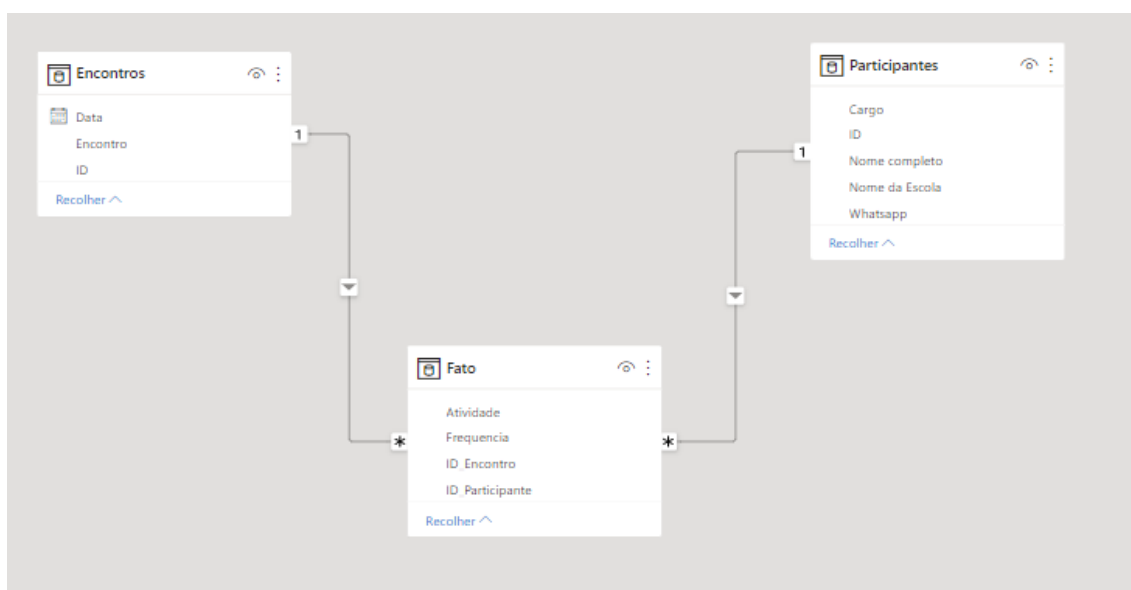 Encontros
Data
Encontro
ID
Recolher
1
Participantes
Cargo
ID
Nome completo
Nome da Escola
Whatsapp
Recolher
1
Fato
Atividade
Frequencia
ID_Encontro
ID_Participante
Recolher
*
*